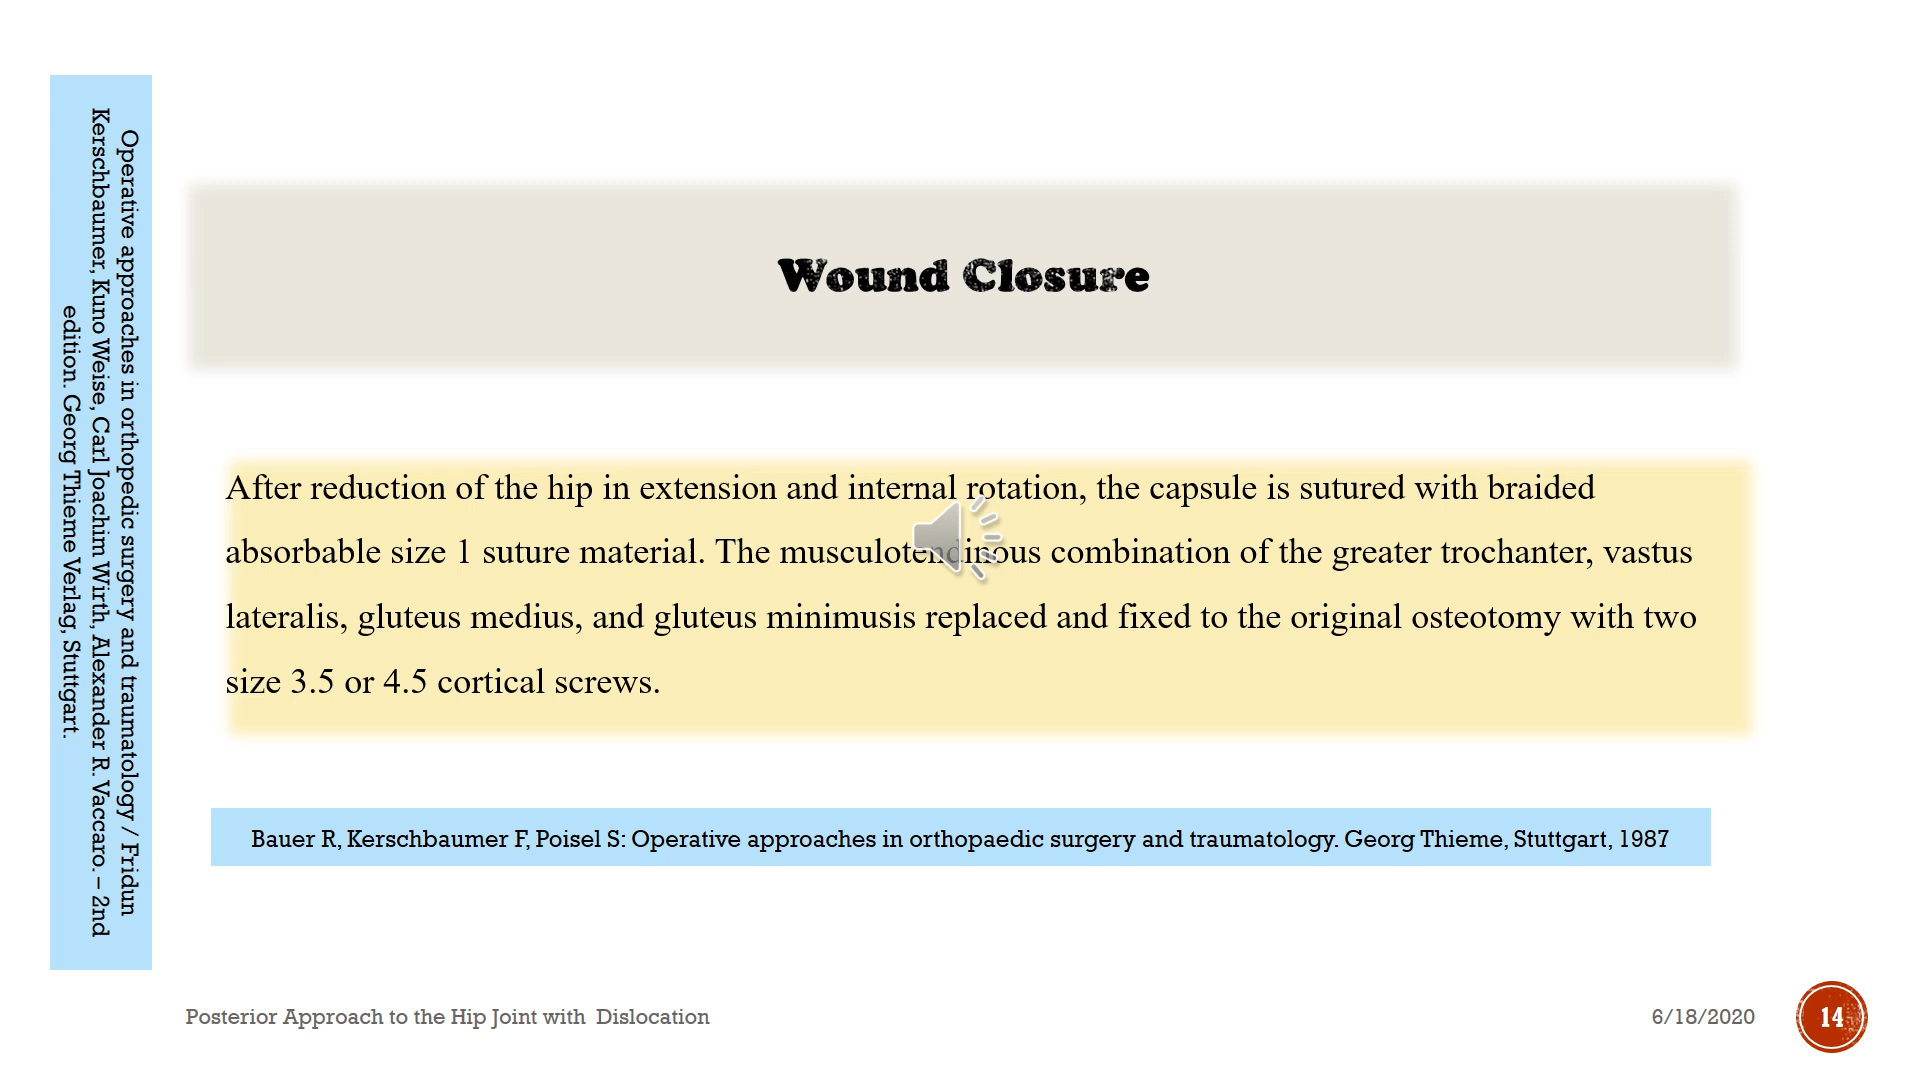 Operative approaches in orthopedic surgery and traumatology / Fridun
Kerschbaumer, Kuno Weise, Carl Joachim Wirth, Alexander R. Vaccaro. – 2nd
edition. Georg Thieme Verlag, Stuttgart.
Wound Closure
After reduction of the hip in extension and internal rotation, the capsule is sutured with braided
absorbable size 1 suture material. The musculotendinous combination of the greater trochanter, vastus
lateralis, gluteus medius, and gluteus minimusis replaced and fixed to the original osteotomy with two
size 3.5 or 4.5 cortical screws.
Bauer R, Kerschbaumer F, Poisel S: Operative approaches in orthopaedic surgery and traumatology. Georg Thieme, Stuttgart, 1987
Posterior Approach to the Hip Joint with  Dislocation
6/18/2020
14